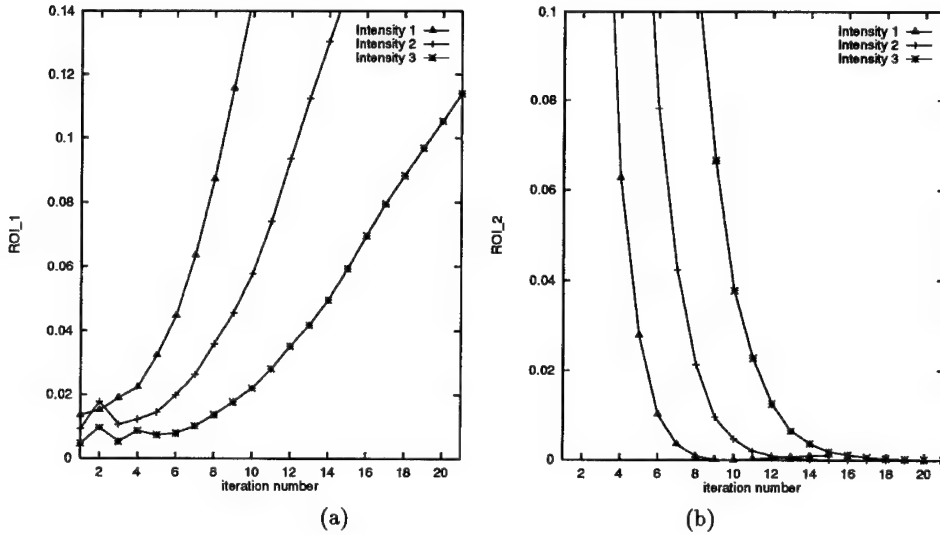 0.14
0.12
0.1
0.08
0.06
0.04
0.02
0
ROI_1
Intensity 1
Intensity 2
Intensity 3
2 4 6 8 10 12 14 16 18 20
iteration number
(a)
0.1
0.08
0.06
0.04
0.02
0
ROI_2
Intensity 1
Intensity 2
Intensity 3
2 4 6 8 10 12 14 16 18 20
iteration number
(b)